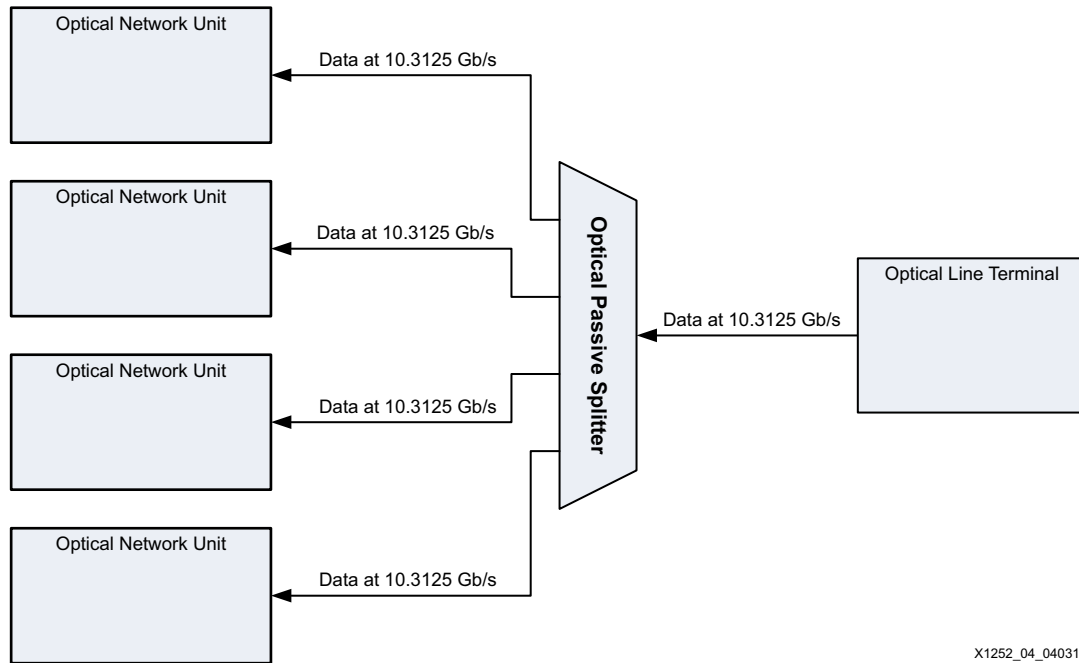 Optical Network Unit
Data at 10.3125 Gb/s
Optical Network Unit
Data at 10.3125 Gb/s
Optical Passive Splitter
Optical Line Terminal
Data at 10.3125 Gb/s
Optical Network Unit
Data at 10.3125 Gb/s
Optical Network Unit
Data at 10.3125 Gb/s
X1252_04_04031